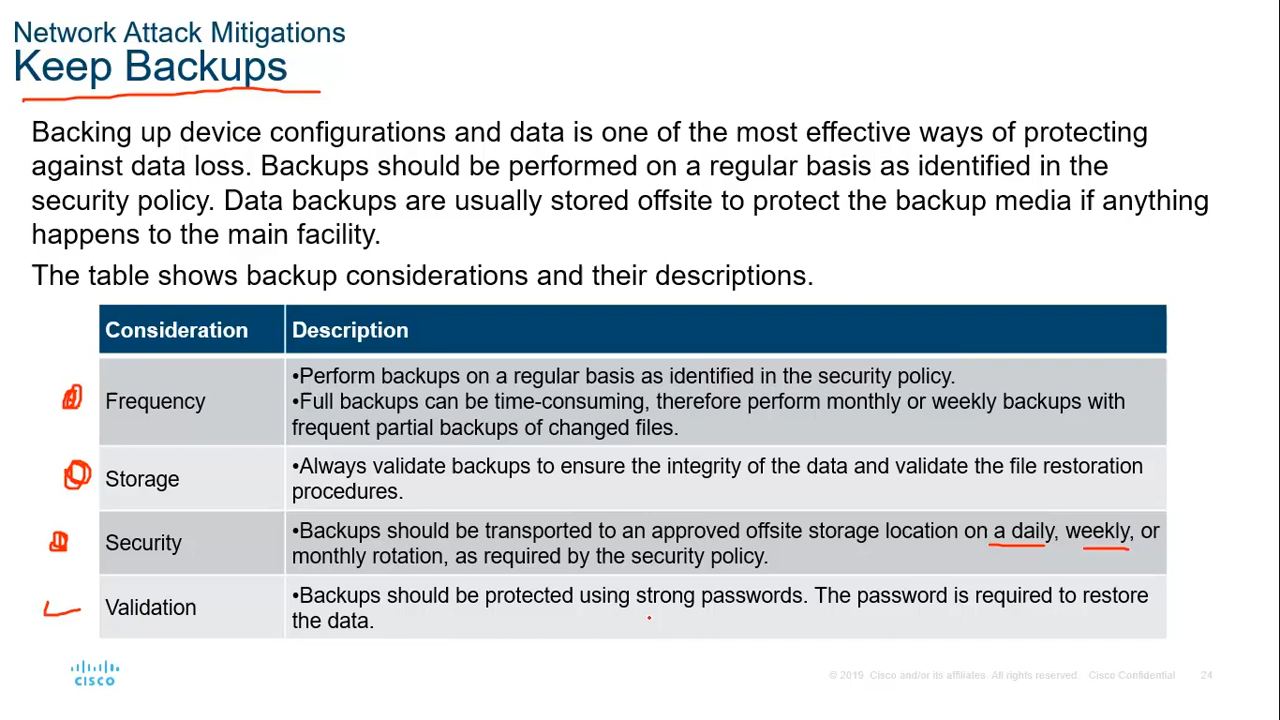 Network Attack Mitigations
Keep Backups
Backing up device configurations and data is one of the most effective ways of protecting
against data loss. Backups should be performed on a regular basis as identified in the
security policy. Data backups are usually stored offsite to protect the backup media if anything
happens to the main facility.
The table shows backup considerations and their descriptions.
Consideration Description
Frequency
•Perform backups on a regular basis as identified in the security policy.
•Full backups can be time-consuming, therefore perform monthly or weekly backups with
frequent partial backups of changed files.
Storage
•Always validate backups to ensure the integrity of the data and validate the file restoration
procedures.
Security
•Backups should be transported to an approved offsite storage location on a daily, weekly, or
monthly rotation, as required by the security policy.
Validation
•Backups should be protected using strong passwords. The password is required to restore
the data.
CISCO
© 2019 Cisco and/or its affiliates. All rights reserved. Cisco Confidential 24